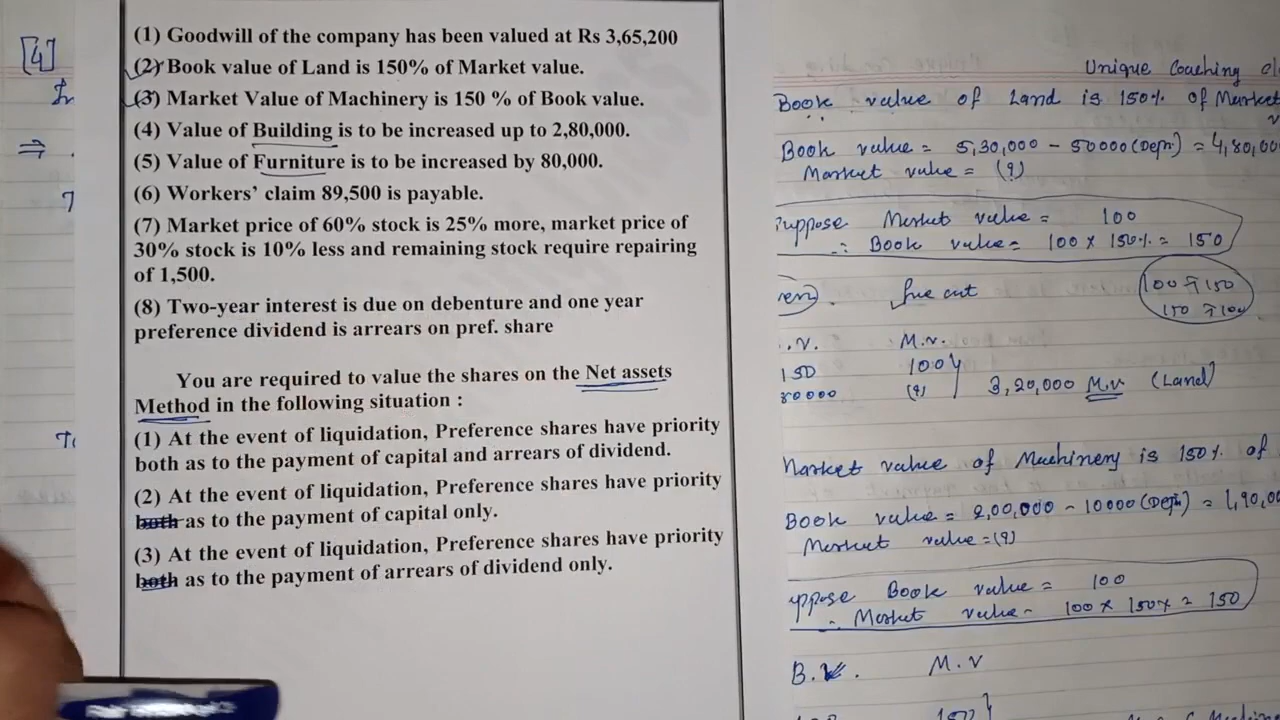 [4]
(1) Goodwill of the company has been valued at Rs 3,65,200
(2) Book value of Land is 150% of Market value.
(3) Market Value of Machinery is 150 % of Book value.
(4) Value of Building is to be increased up to 2,80,000.
(5) Value of Furniture is to be increased by 80,000.
(6) Workers' claim 89,500 is payable.
(7) Market price of 60% stock is 25% more, market price of
30% stock is 10% less and remaining stock require repairing
of 1,500.
(8) Two-year interest is due on debenture and one year
preference dividend is arrears on pref. share
You are required to value the shares on the Net assets
Method in the following situation :
(1) At the event of liquidation, Preference shares have priority
both as to the payment of capital and arrears of dividend.
(2) At the event of liquidation, Preference shares have priority
both as to the payment of capital only.
(3) At the event of liquidation, Preference shares have priority
both as to the payment of arrears of dividend only.
Unique Coaching
Book value of Land is 150% of Market
Book value = 5,30,000 - 50000 (Depr) = 4,80,00
Market value = (?)
Suppose Market value = 100
∴ Book value = 100 x 150% = 150
M.V.
150 100
80000 (?) 3,20,000 M.V (Land)
Market value of Machinery is 150% of
Book value = 2,00,000 - 10000 (Depr) = 1,90,00
Market value = (?)
uppose Book value = 100
∴ Market value = 100 x 150% = 150
B.V. M.V